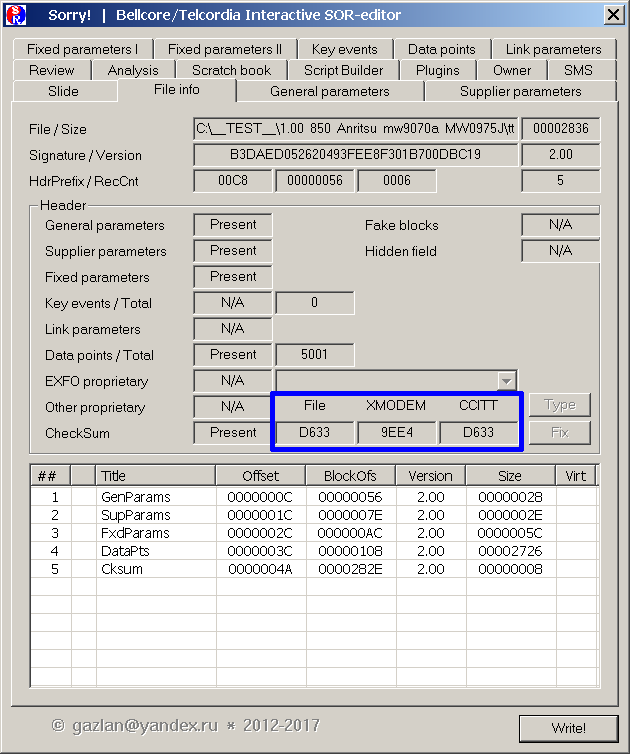 Sorry! | Bellcore/Telcordia Interactive SOR-editor
Fixed parameters I Fixed parameters II Key events Data points Link parameters
Review Analysis Scratch book Script Builder Plugins Owner SMS
Slide File info General parameters Supplier parameters
File / Size C:\__TEST__\1.00 850 Anritsu mw9070a MW0975J\tt 00002836
Signature / Version B3DAED052620493FEE8F301B700DBC19 2.00
HdrPrefix / RecCnt 00C8 00000056 0006 5
Header
General parameters Present Fake blocks N/A
Supplier parameters Present Hidden field N/A
Fixed parameters Present
Key events / Total N/A 0
Link parameters N/A
Data points / Total Present 5001
EXFO proprietary N/A
Other proprietary N/A File XMODEM CCITT Type
CheckSum Present D633 9EE4 D633 Fix
## Title Offset BlockOfs Version Size Virt
1 GenParams 0000000C 00000056 2.00 00000028
2 SupParams 0000001C 0000007E 2.00 0000002E
3 FxdParams 0000002C 000000AC 2.00 0000005C
4 DataPts 0000003C 00000108 2.00 00002726
5 Cksum 0000004A 0000282E 2.00 00000008
© gazlan@yandex.ru * 2012-2017 Write!